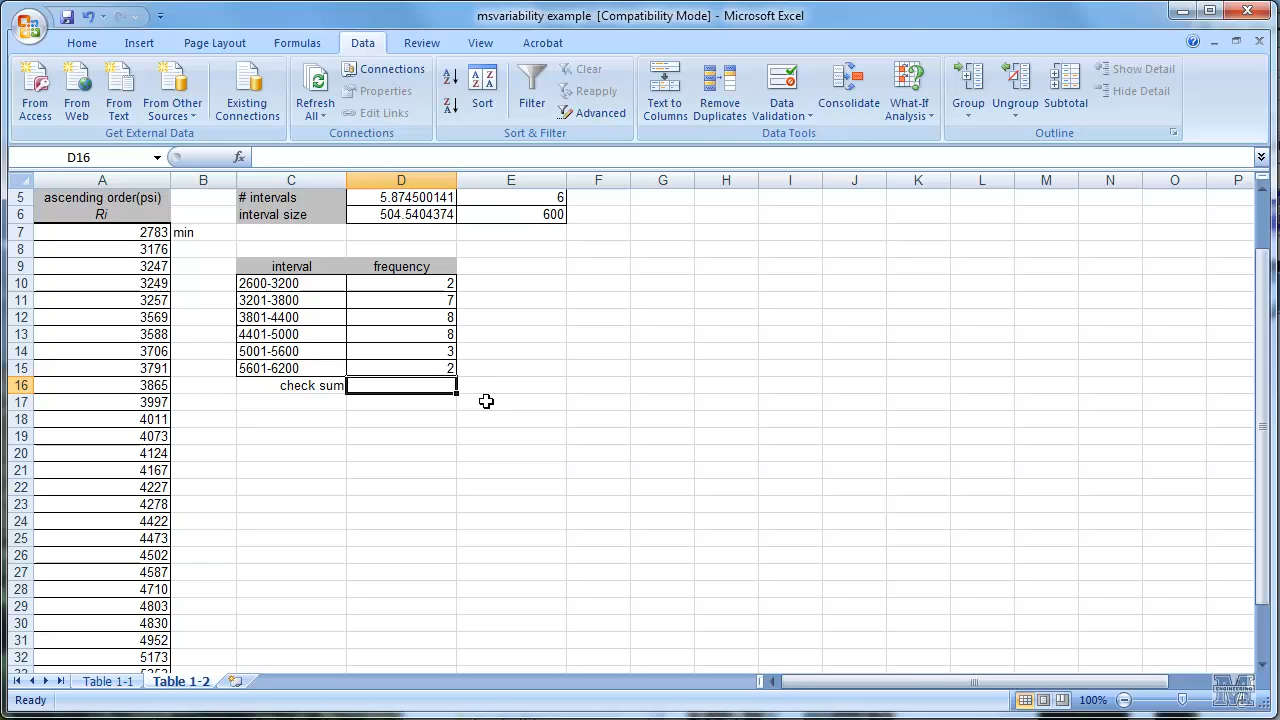 msvariability example [Compatibility Mode] - Microsoft Excel
Home Insert Page Layout Formulas Data Review View Acrobat
From Access From Web From Text From Other Sources Existing Connections
Get External Data
Refresh All Connections Properties Edit Links
Connections
Sort Filter Clear Reapply Advanced
Sort & Filter
Text to Columns Remove Duplicates Data Validation Consolidate What-If Analysis
Data Tools
Group Ungroup Subtotal Show Detail Hide Detail
Outline
D16 fx
A B C D E F G H I J K L M N O P
5 ascending order(psi) # intervals 5.874500141 6
6 Ri interval size 504.5404374 600
7 2783 min
8 3176
9 3247 interval frequency
10 3249 2600-3200 2
11 3257 3201-3800 7
12 3569 3801-4400 8
13 3588 4401-5000 8
14 3706 5001-5600 3
15 3791 5601-6200 2
16 3865 check sum
17 3997
18 4011
19 4073
20 4124
21 4167
22 4227
23 4278
24 4422
25 4473
26 4502
27 4587
28 4710
29 4803
30 4830
31 4952
32 5173
Table 1-1 Table 1-2
Ready 100%